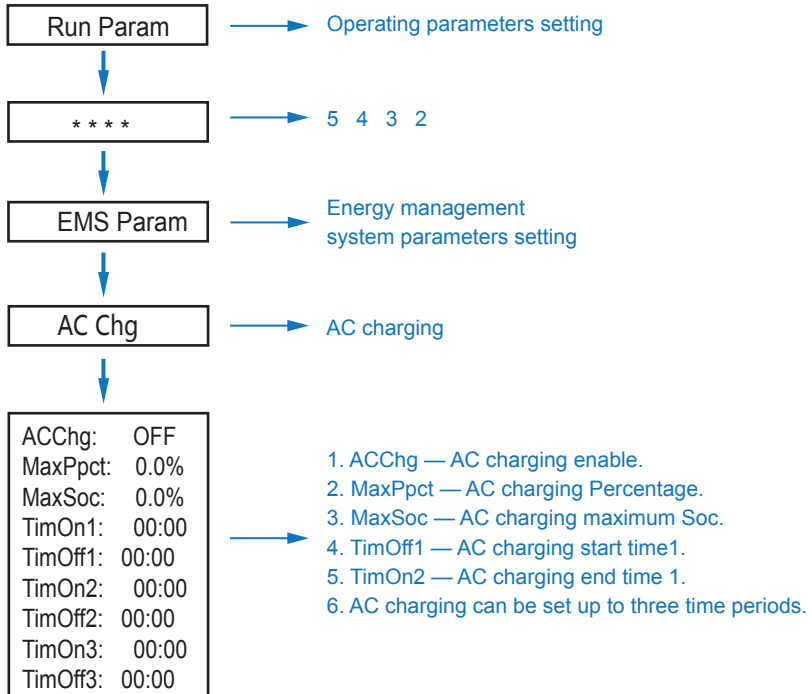 Run Param
Operating parameters setting
* * * *
5 4 3 2
EMS Param
Energy management
system parameters setting
AC Chg
AC charging
ACChg: OFF
MaxPpct: 0.0%
MaxSoc: 0.0%
TimOn1: 00:00
TimOff1: 00:00
TimOn2: 00:00
TimOff2: 00:00
TimOn3: 00:00
TimOff3: 00:00
1. ACChg — AC charging enable.
2. MaxPpct — AC charging Percentage.
3. MaxSoc — AC charging maximum Soc.
4. TimOff1 — AC charging start time1.
5. TimOn2 — AC charging end time 1.
6. AC charging can be set up to three time periods.